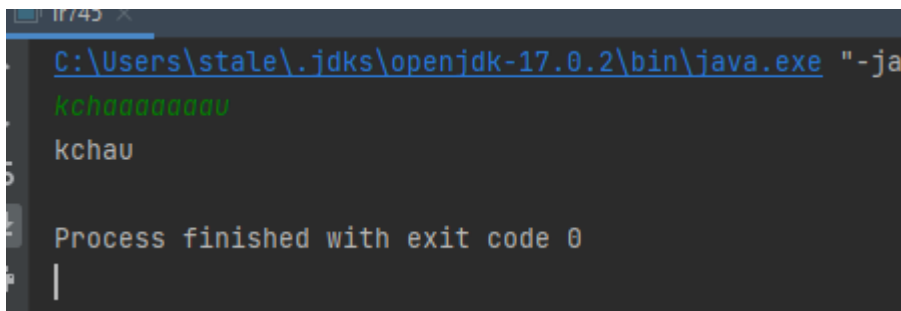 C:\Users\stale\.jdks\openjdk-17.0.2\bin\java.exe "-ja
kchaaaaaaau
kchau
Process finished with exit code 0